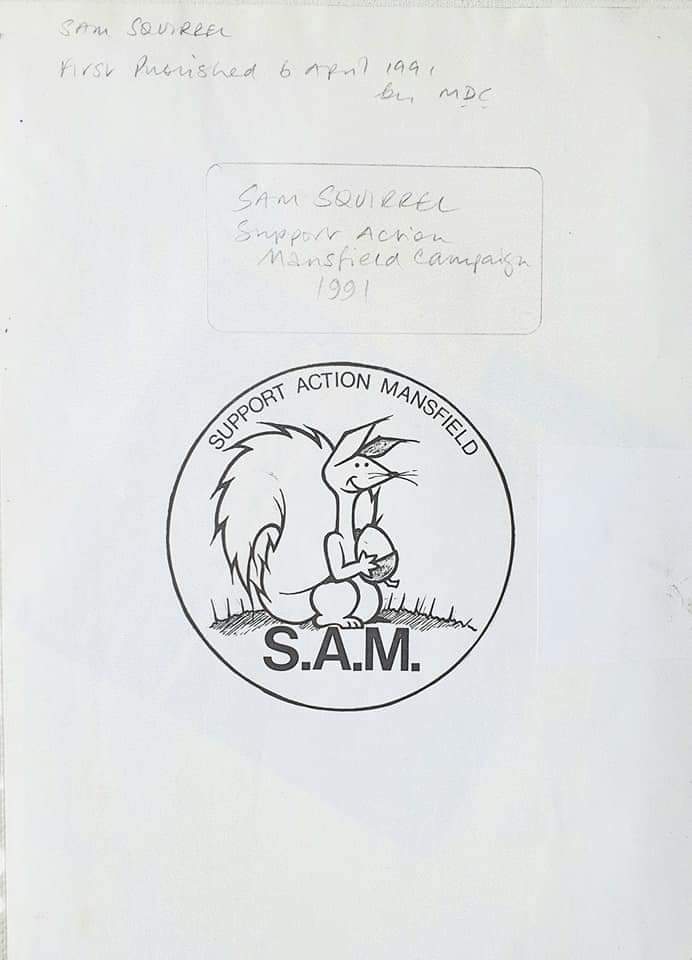 SAM SQUIRREL
First Published 6 April 1991
by MDC
SAM SQUIRREL
Support Action
Mansfield Campaign
1991
SUPPORT ACTION MANSFIELD
S.A.M.